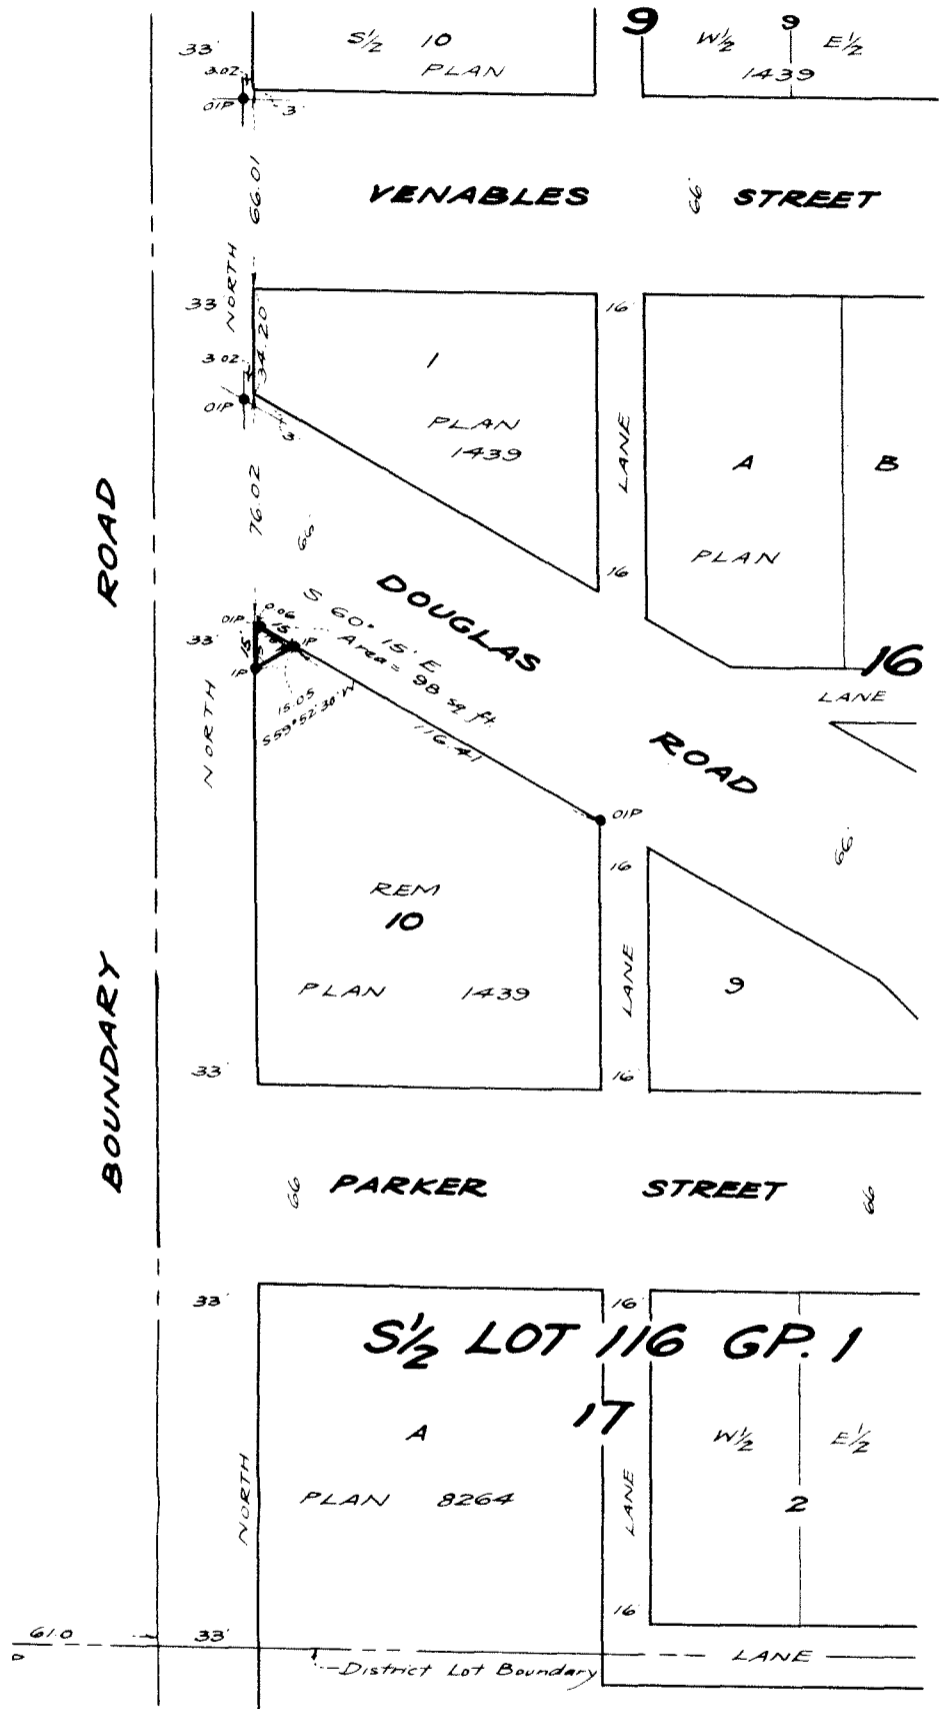 9
33'
S½ 10
W½ 9 E½
PLAN
1439
3.02
OIP
3'
66.01
VENABLES 66' STREET
NORTH
33'
16'
34.20
3.02
1
OIP
3'
PLAN
1439
LANE
A
B
76.02
ROAD
66'
16'
PLAN
DOUGLAS
S 60° 15' E
Area = 98 sq ft.
OIP
0.06
15'
33'
15'
IP
IP
16
LANE
15.05
S59°52'30"W
NORTH
116.41
ROAD
OIP
66'
16'
REM
10
LANE
9
PLAN 1439
BOUNDARY
33'
16'
66
PARKER STREET
66
33'
16'
S½ LOT 116 GP. 1
17
A
W½ E½
NORTH
PLAN 8264
LANE
2
16'
61.0
33'
LANE
District Lot Boundary